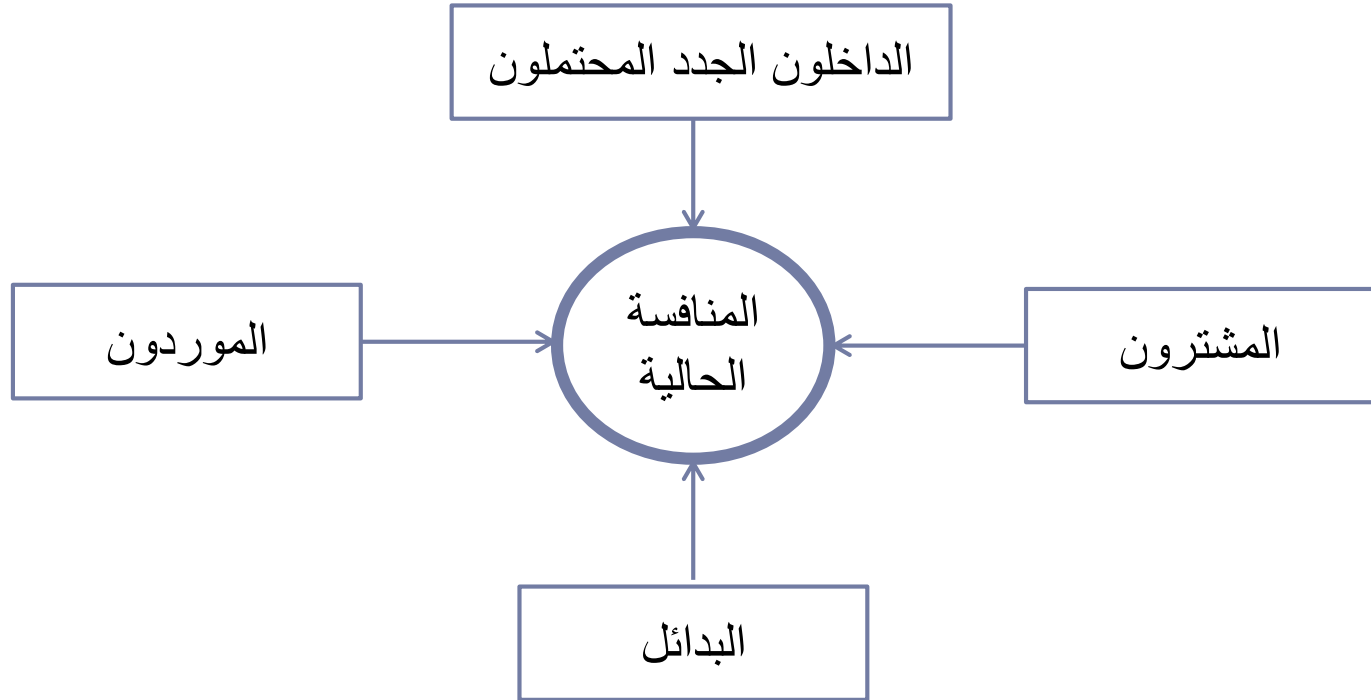 الداخلون الجدد المحتملون
المشترون
المنافسة
الحالية
الموردون
البدائل